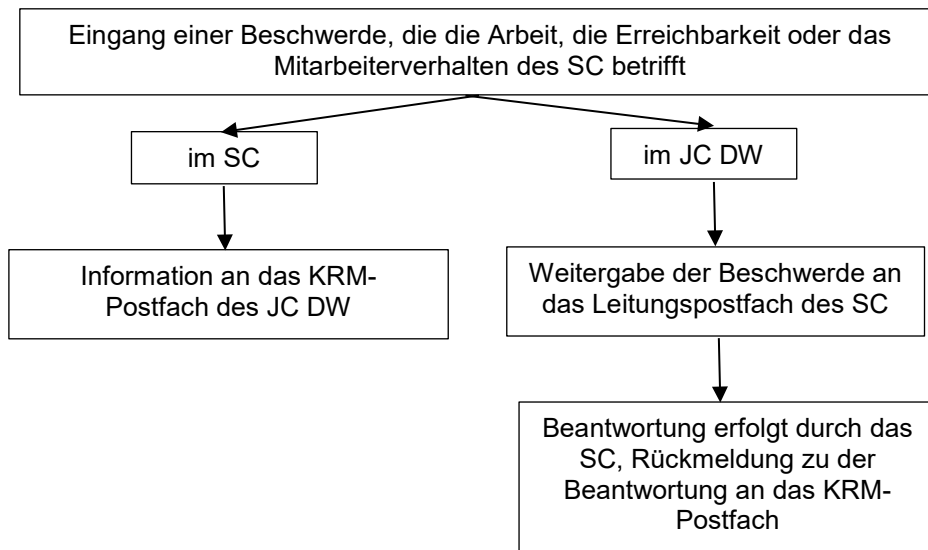 Eingang einer Beschwerde, die die Arbeit, die Erreichbarkeit oder das
Mitarbeiterverhalten des SC betrifft
im SC
im JC DW
Information an das KRM-
Postfach des JC DW
Weitergabe der Beschwerde an
das Leitungspostfach des SC
Beantwortung erfolgt durch das
SC, Rückmeldung zu der
Beantwortung an das KRM-
Postfach